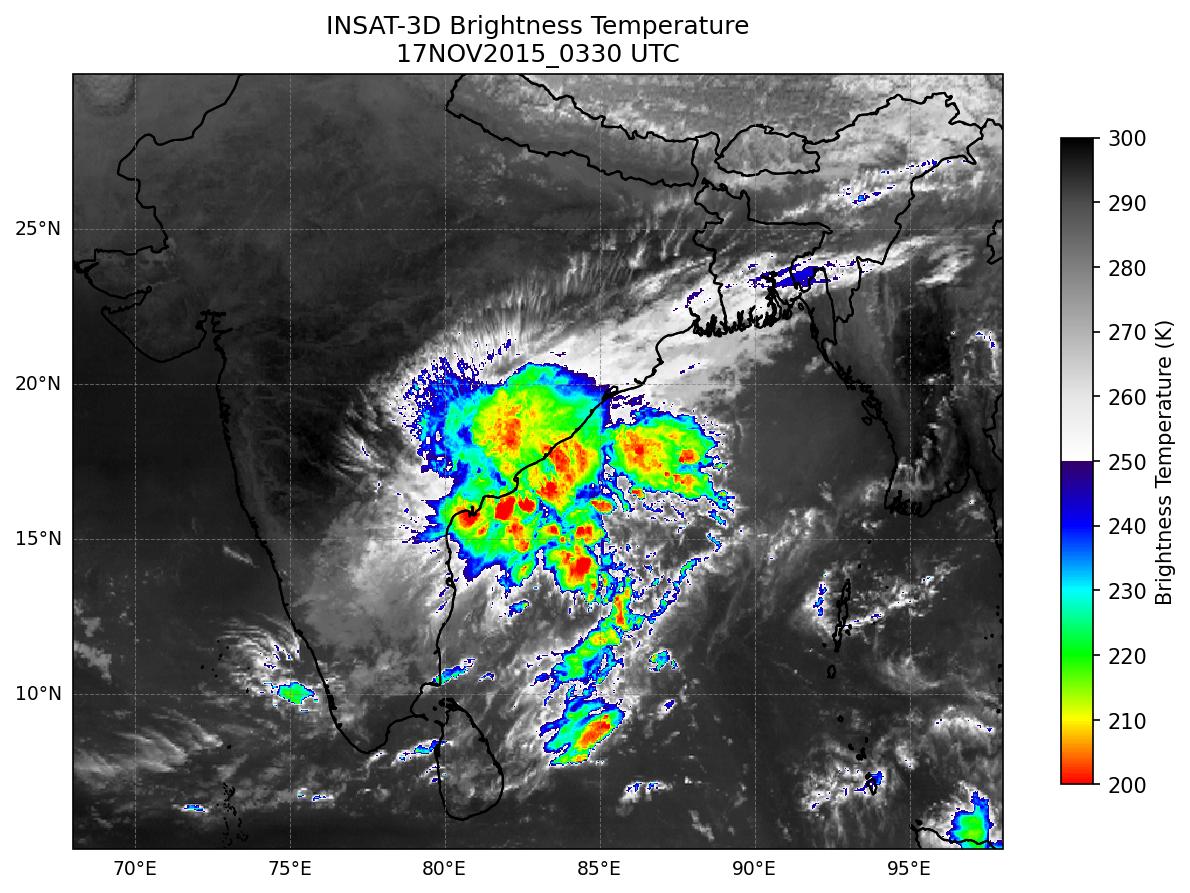 INSAT-3D Brightness Temperature
17NOV2015_0330 UTC
25°N
20°N
15°N
10°N
70°E
75°E
80°E
85°E
90°E
95°E
300
290
280
270
260
250
240
230
220
210
200
Brightness Temperature (K)